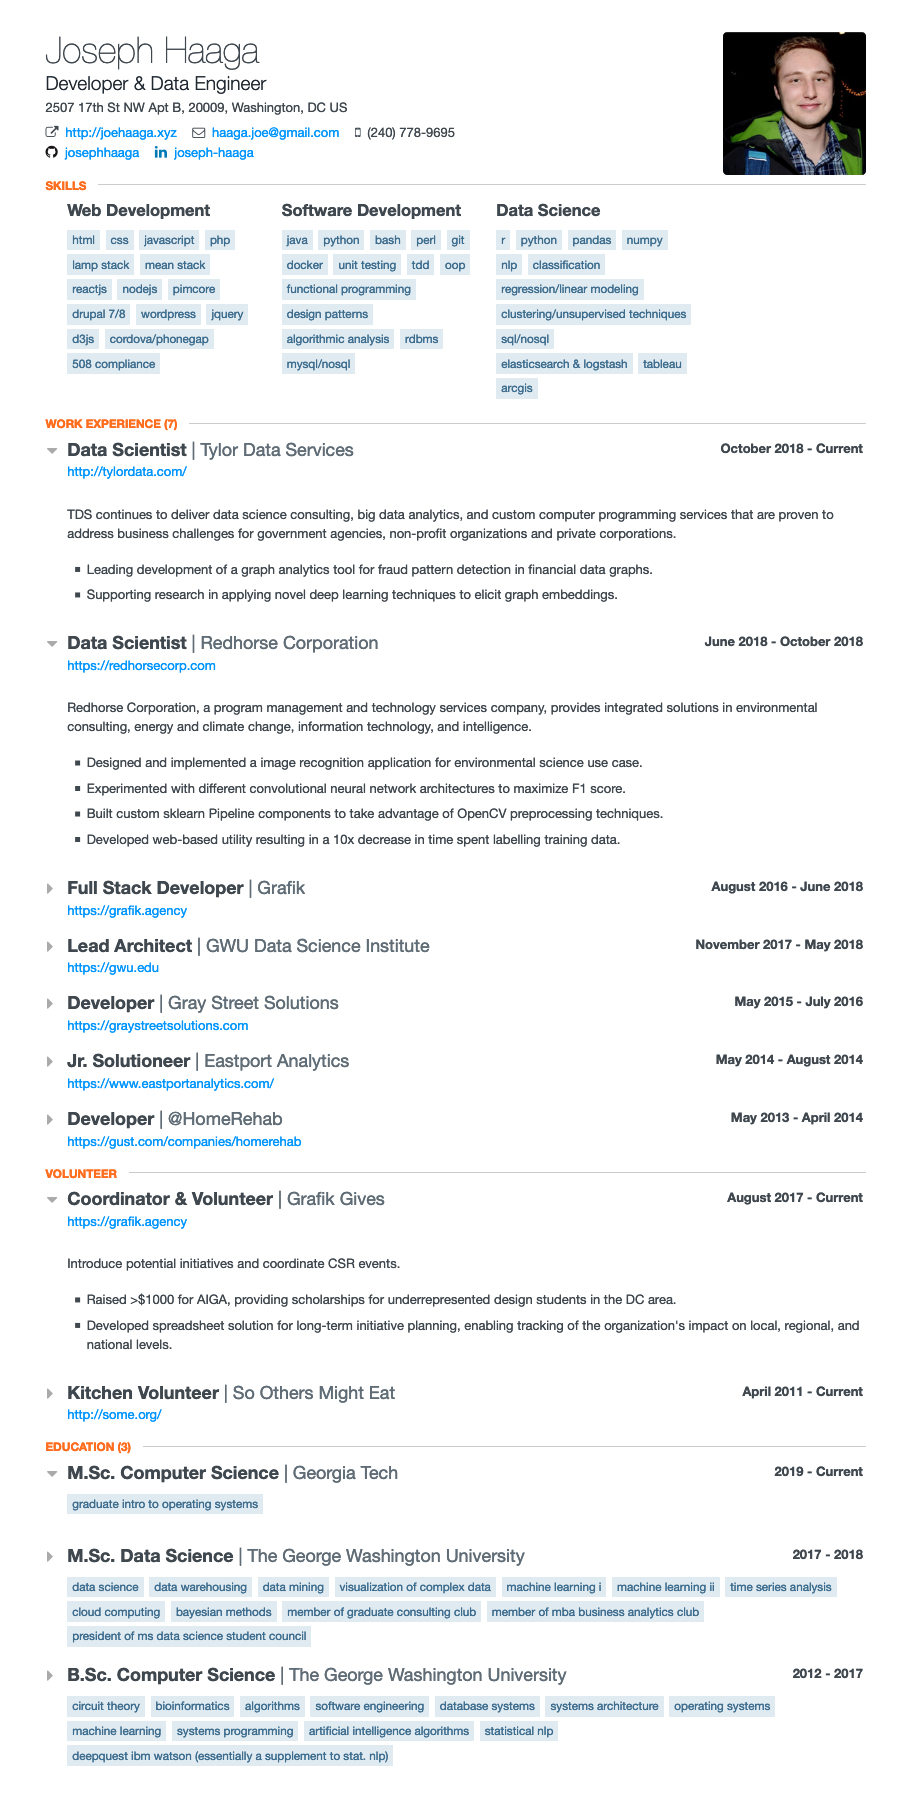 Joseph Haaga
Developer & Data Engineer
2507 17th St NW Apt B, 20009, Washington, DC US
http://joehaaga.xyz haaga.joe@gmail.com (240) 778-9695
josephhaaga joseph-haaga
SKILLS
Web Development
html css javascript php
lamp stack mean stack
reactjs nodejs pimcore
drupal 7/8 wordpress jquery
d3js cordova/phonegap
508 compliance
Software Development
java python bash perl git
docker unit testing tdd oop
functional programming
design patterns
algorithmic analysis rdbms
mysql/nosql
Data Science
r python pandas numpy
nlp classification
regression/linear modeling
clustering/unsupervised techniques
sql/nosql
elasticsearch & logstash tableau
arcgis
WORK EXPERIENCE (7)
Data Scientist | Tylor Data Services October 2018 - Current
http://tylordata.com/
TDS continues to deliver data science consulting, big data analytics, and custom computer programming services that are proven to
address business challenges for government agencies, non-profit organizations and private corporations.
Leading development of a graph analytics tool for fraud pattern detection in financial data graphs.
Supporting research in applying novel deep learning techniques to elicit graph embeddings.
Data Scientist | Redhorse Corporation June 2018 - October 2018
https://redhorsecorp.com
Redhorse Corporation, a program management and technology services company, provides integrated solutions in environmental
consulting, energy and climate change, information technology, and intelligence.
Designed and implemented a image recognition application for environmental science use case.
Experimented with different convolutional neural network architectures to maximize F1 score.
Built custom sklearn Pipeline components to take advantage of OpenCV preprocessing techniques.
Developed web-based utility resulting in a 10x decrease in time spent labelling training data.
Full Stack Developer | Grafik August 2016 - June 2018
https://grafik.agency
Lead Architect | GWU Data Science Institute November 2017 - May 2018
https://gwu.edu
Developer | Gray Street Solutions May 2015 - July 2016
https://graystreetsolutions.com
Jr. Solutioneer | Eastport Analytics May 2014 - August 2014
https://www.eastportanalytics.com/
Developer | @HomeRehab May 2013 - April 2014
https://gust.com/companies/homerehab
VOLUNTEER
Coordinator & Volunteer | Grafik Gives August 2017 - Current
https://grafik.agency
Introduce potential initiatives and coordinate CSR events.
Raised >$1000 for AIGA, providing scholarships for underrepresented design students in the DC area.
Developed spreadsheet solution for long-term initiative planning, enabling tracking of the organization's impact on local, regional, and
national levels.
Kitchen Volunteer | So Others Might Eat April 2011 - Current
http://some.org/
EDUCATION (3)
M.Sc. Computer Science | Georgia Tech 2019 - Current
graduate intro to operating systems
M.Sc. Data Science | The George Washington University 2017 - 2018
data science data warehousing data mining visualization of complex data machine learning i machine learning ii time series analysis
cloud computing bayesian methods member of graduate consulting club member of mba business analytics club
president of ms data science student council
B.Sc. Computer Science | The George Washington University 2012 - 2017
circuit theory bioinformatics algorithms software engineering database systems systems architecture operating systems
machine learning systems programming artificial intelligence algorithms statistical nlp
deepquest ibm watson (essentially a supplement to stat. nlp)